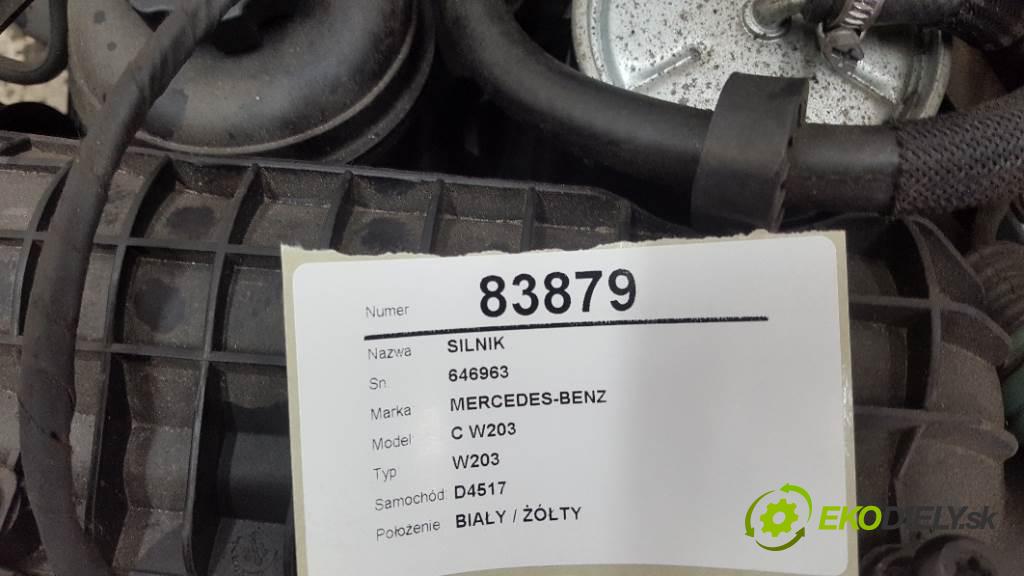 Numer 83879
Nazwa SILNIK
Sn. 646963
Marka MERCEDES-BENZ
Model C W203
Typ W203
Samochód D4517
Położenie BIAŁY / ŻÓŁTY
EKODIELY.sk